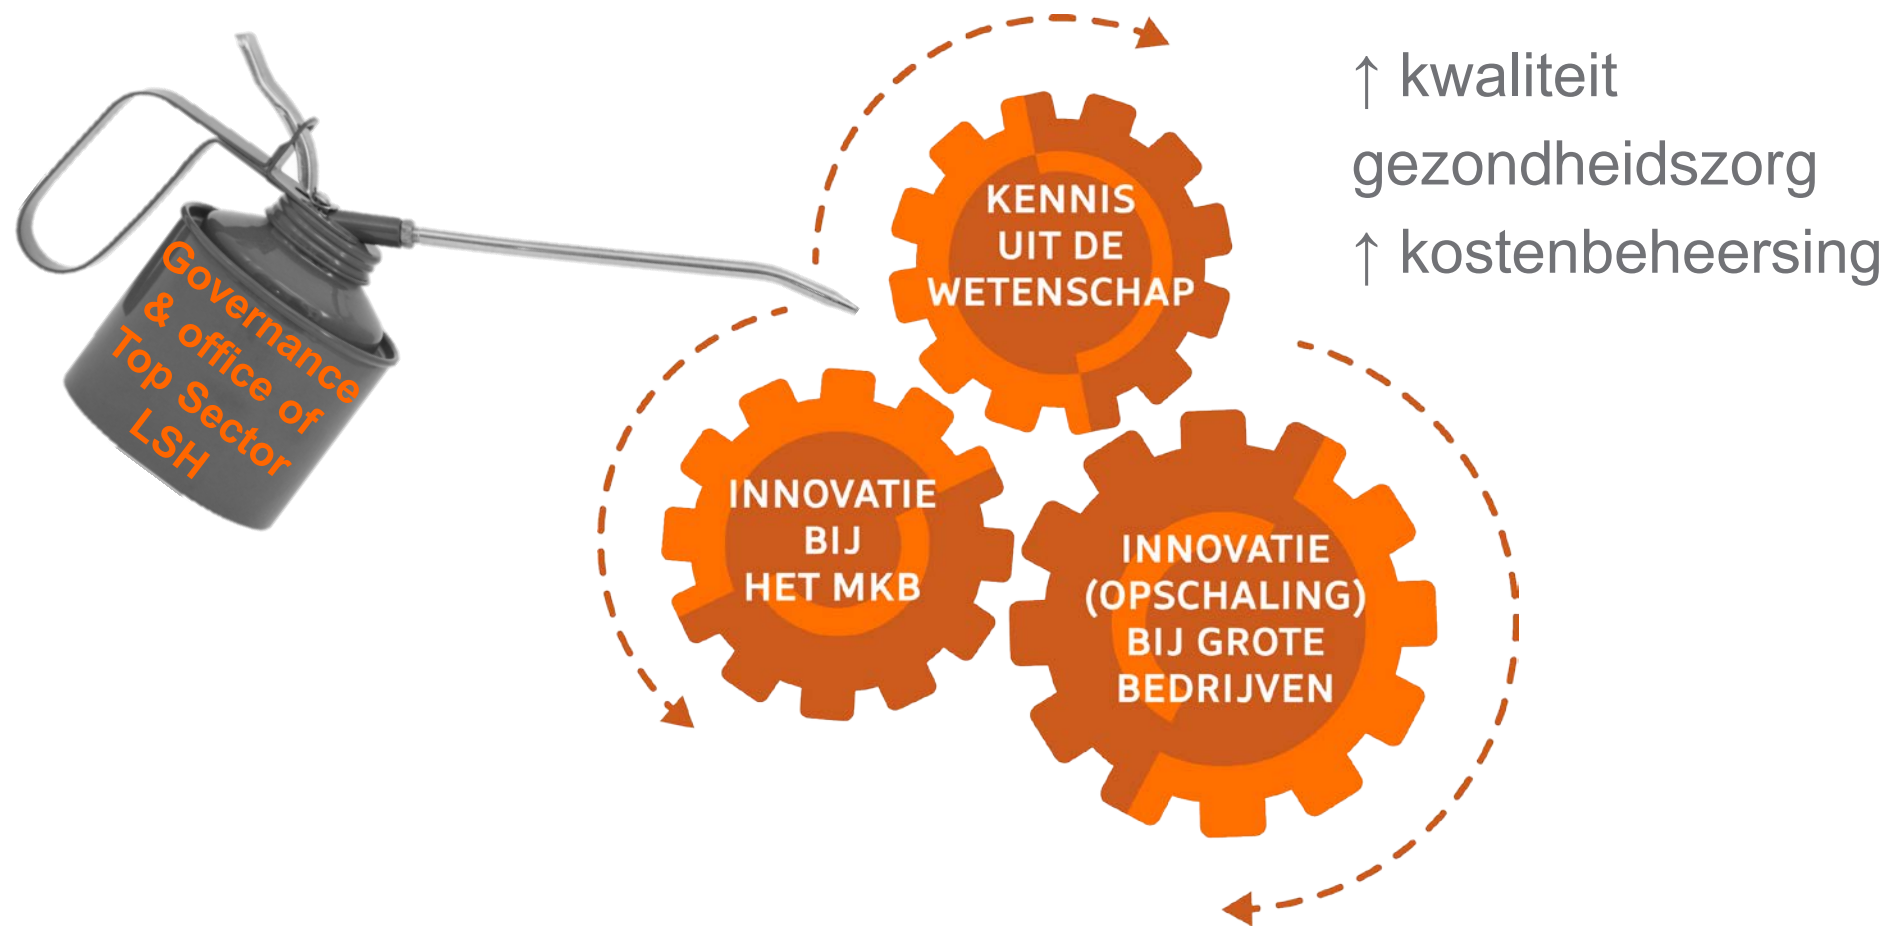 Governance
& office of
Top Sector
LSH
KENNIS
UIT DE
WETENSCHAP
INNOVATIE
BIJ
HET MKB
INNOVATIE
(OPSCHALING)
BIJ GROTE
BEDRIJVEN
↑ kwaliteit
gezondheidszorg
↑ kostenbeheersing